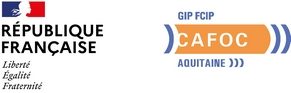 RÉPUBLIQUE
FRANÇAISE
Liberté
Égalité
Fraternité
GIP FCIP
CAFOC
AQUITAINE